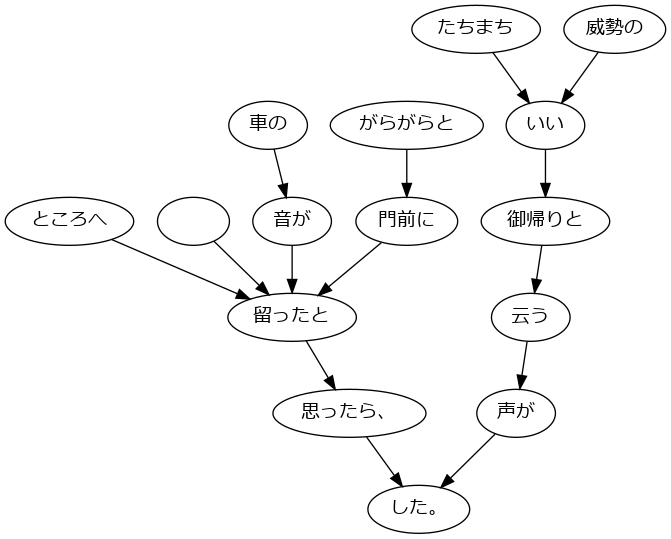 たちまち 威勢の
車の がらがらと いい
ところへ 音が 門前に 御帰りと
留ったと 云う
思ったら、 声が
した。